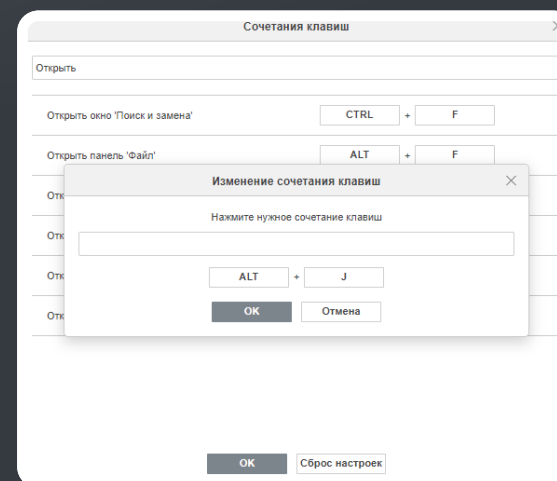 Сочетания клавиш
Открыть
Открыть окно 'Поиск и замена' CTRL + F
Открыть панель 'Файл' ALT + F
Изменение сочетания клавиш
Нажмите нужное сочетание клавиш
ALT + J
OK Отмена
OK Сброс настроек